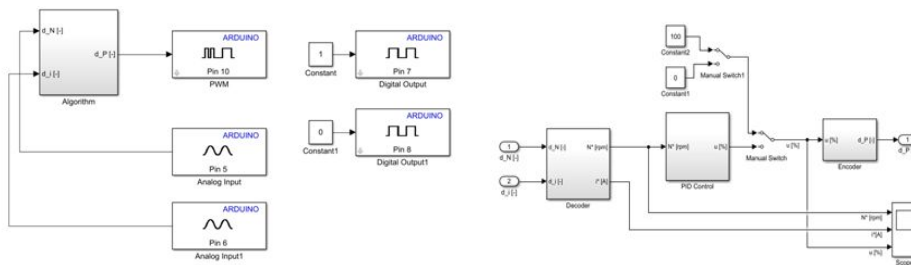 d_N [-]
d_i [-]
d_P [-]
Algorithm
ARDUINO
Pin 10
PWM
ARDUINO
Pin 5
Analog Input
ARDUINO
Pin 6
Analog Input1
1
Constant
ARDUINO
Pin 7
Digital Output
0
Constant1
ARDUINO
Pin 8
Digital Output1
100
Constant2
0
Constant1
Manual Switch1
1
d_N [-]
2
d_i [-]
d_N [-]
d_i [-]
N* [rpm]
i* [A]
Decoder
N* [rpm]
u [%]
PID Control
Manual Switch
u [%]
u [%]
d_P [-]
Encoder
1
d_P
N* [rpm]
i*[A]
u [%]
Scop